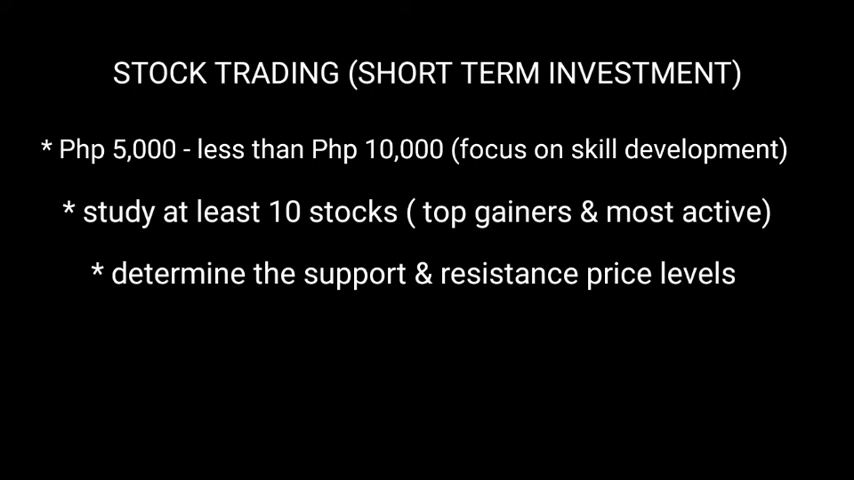 STOCK TRADING (SHORT TERM INVESTMENT)
* Php 5,000 - less than Php 10,000 (focus on skill development)
* study at least 10 stocks ( top gainers & most active)
* determine the support & resistance price levels